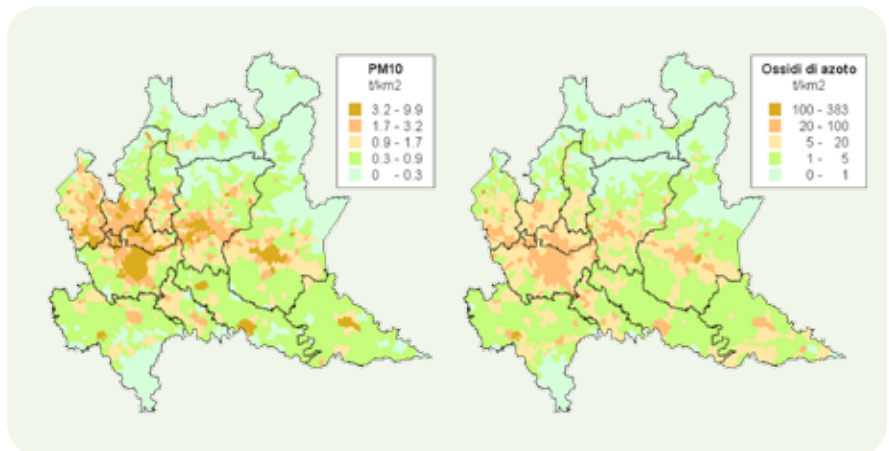 PM10
t/km2
3.2 - 9.9
1.7 - 3.2
0.9 - 1.7
0.3 - 0.9
0 - 0.3
Ossidi di azoto
t/km2
100 - 383
20 - 100
5 - 20
1 - 5
0 - 1